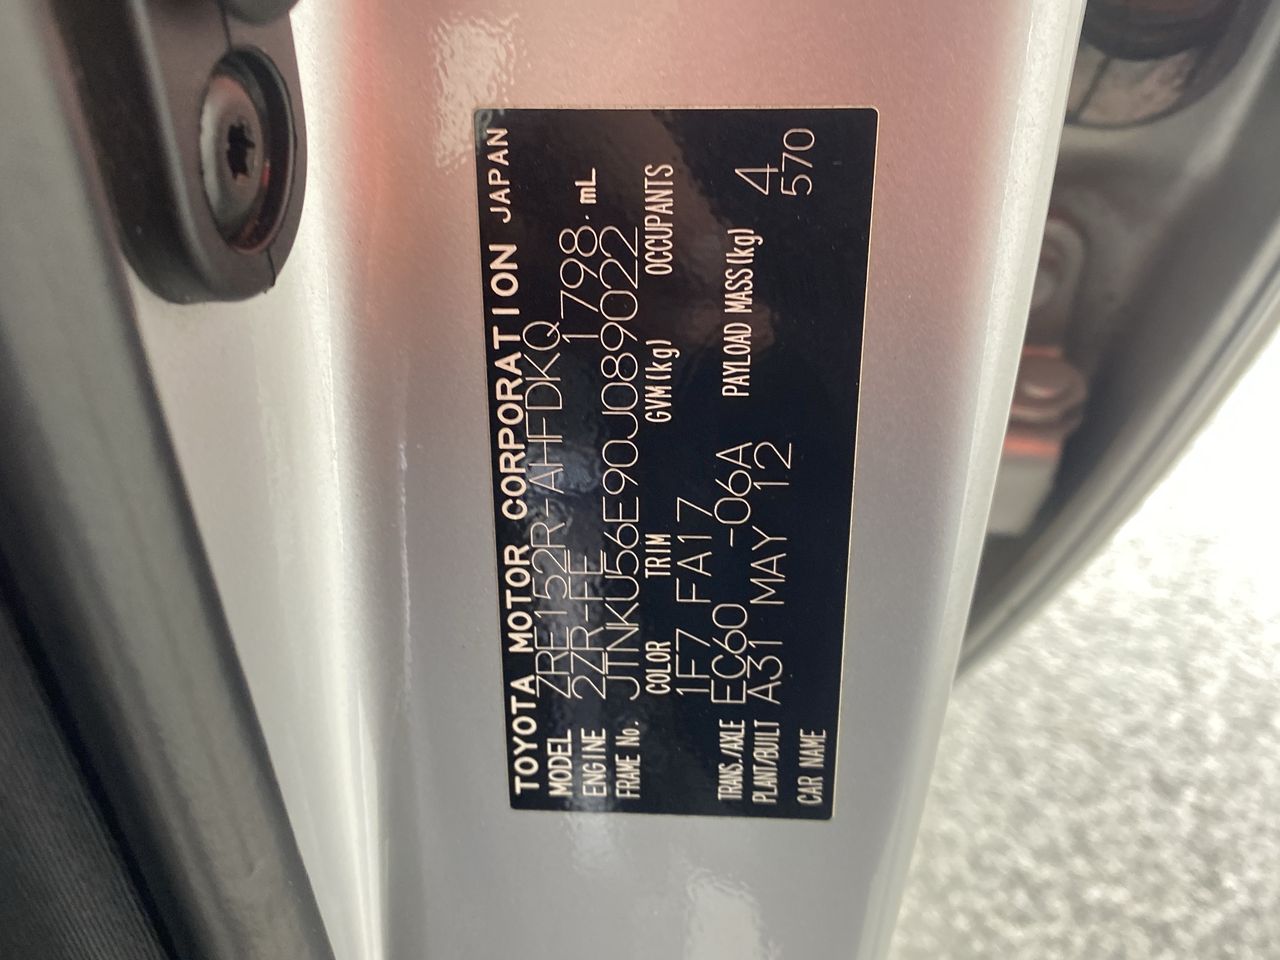 TOYOTA MOTOR CORPORATION JAPAN
MODEL ZRE152R-AHFDKQ
ENGINE 2ZR-FE 1798 mL
FRAME No. JTNKU56E90J089022
COLOR TRIM GVM(kg) OCCUPANTS
1F7 FA17 4
TRANS./AXLE EC60 -06A PAYLOAD MASS(kg) 570
PLANT/BUILT A31 MAY 12
CAR NAME